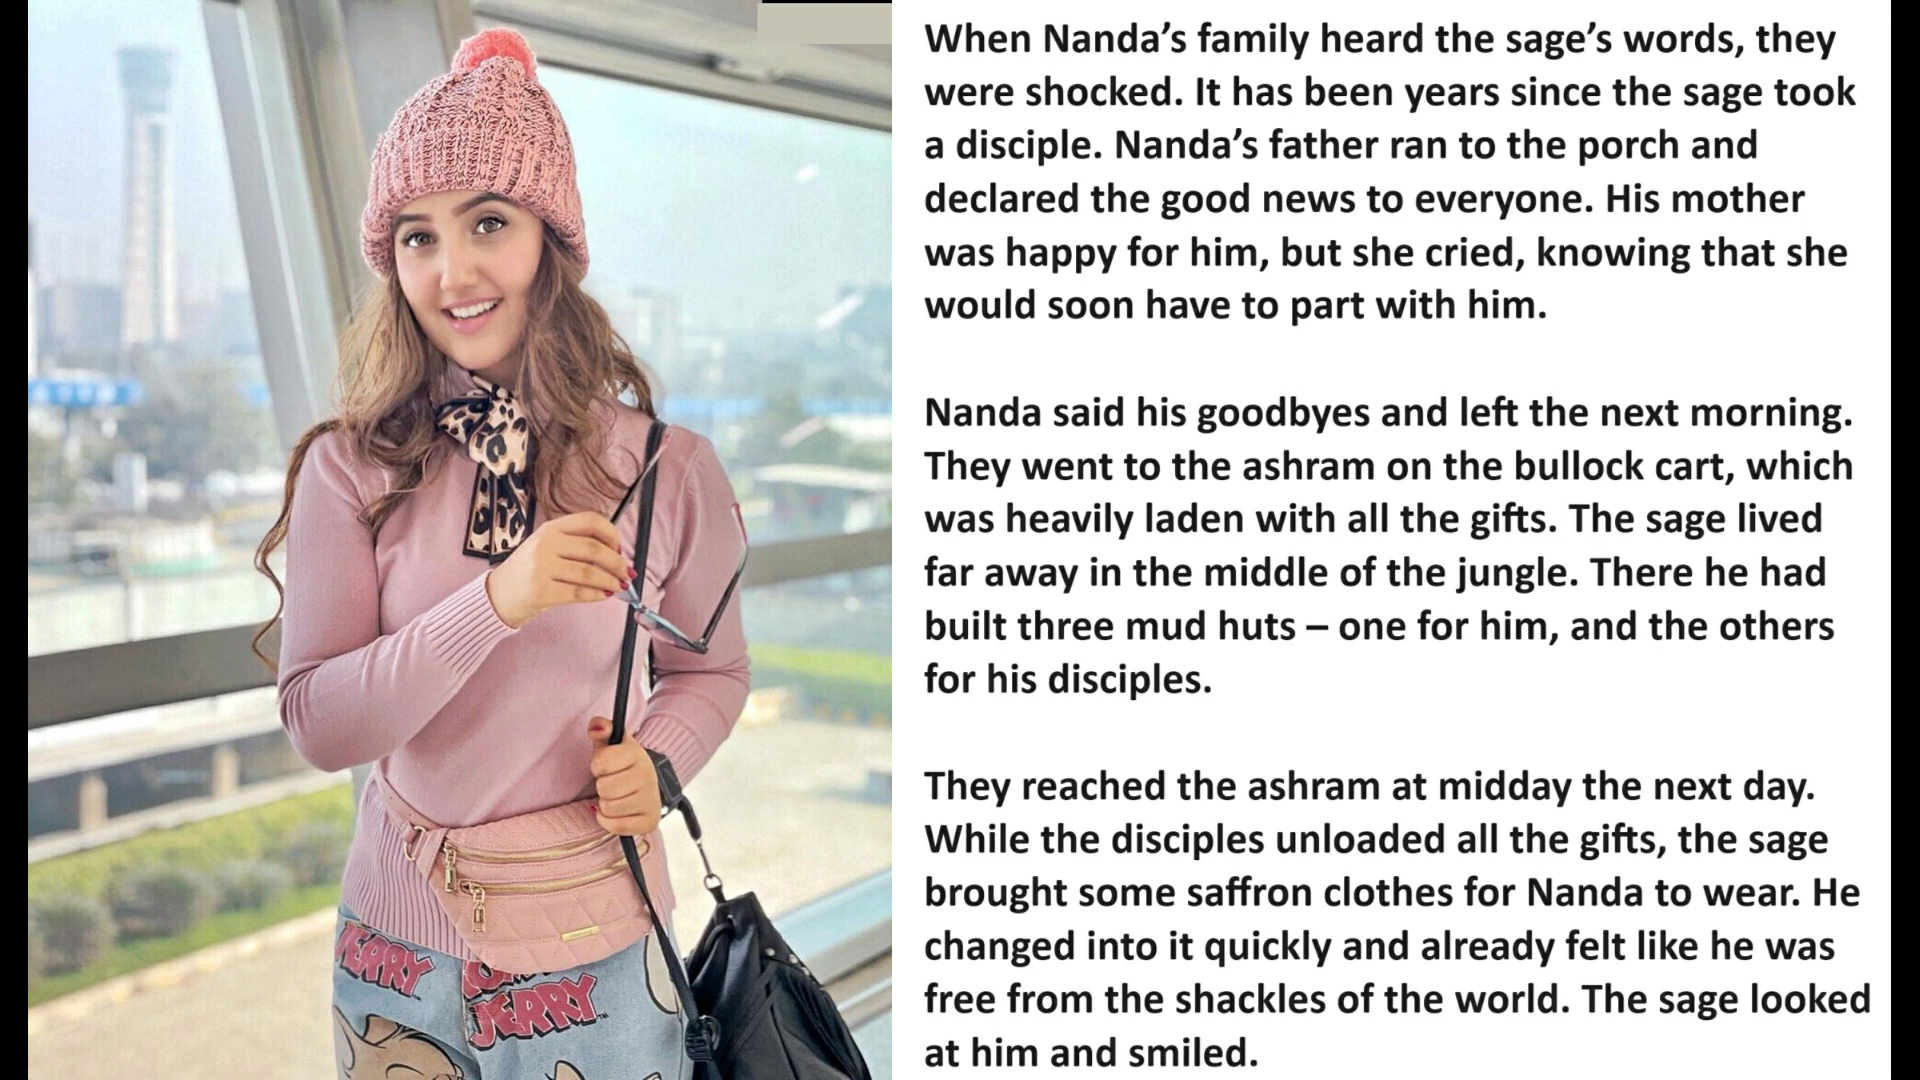 When Nanda’s family heard the sage’s words, they
were shocked. It has been years since the sage took
a disciple. Nanda’s father ran to the porch and
declared the good news to everyone. His mother
was happy for him, but she cried, knowing that she
would soon have to part with him.
Nanda said his goodbyes and left the next morning.
They went to the ashram on the bullock cart, which
was heavily laden with all the gifts. The sage lived
far away in the middle of the jungle. There he had
built three mud huts – one for him, and the others
for his disciples.
They reached the ashram at midday the next day.
While the disciples unloaded all the gifts, the sage
brought some saffron clothes for Nanda to wear. He
changed into it quickly and already felt like he was
free from the shackles of the world. The sage looked
at him and smiled.
JERRY
JERRY